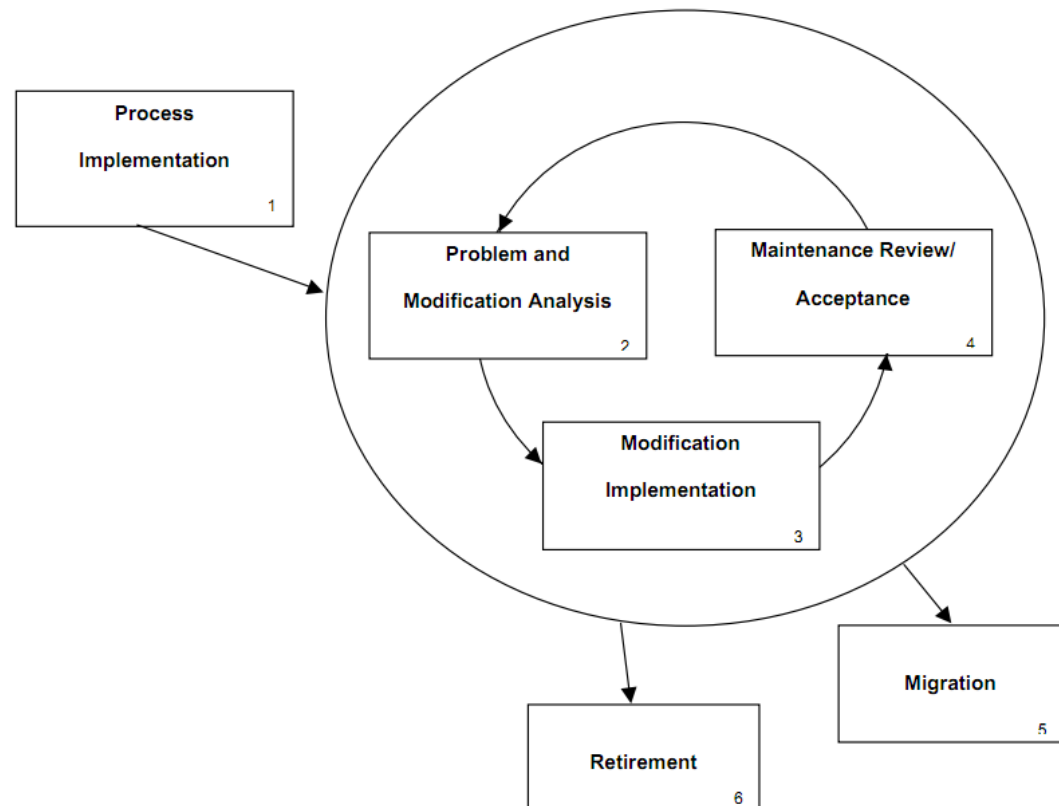 Process
Implementation
1
Problem and
Modification Analysis
2
Maintenance Review/
Acceptance
4
Modification
Implementation
3
Migration
5
Retirement
6